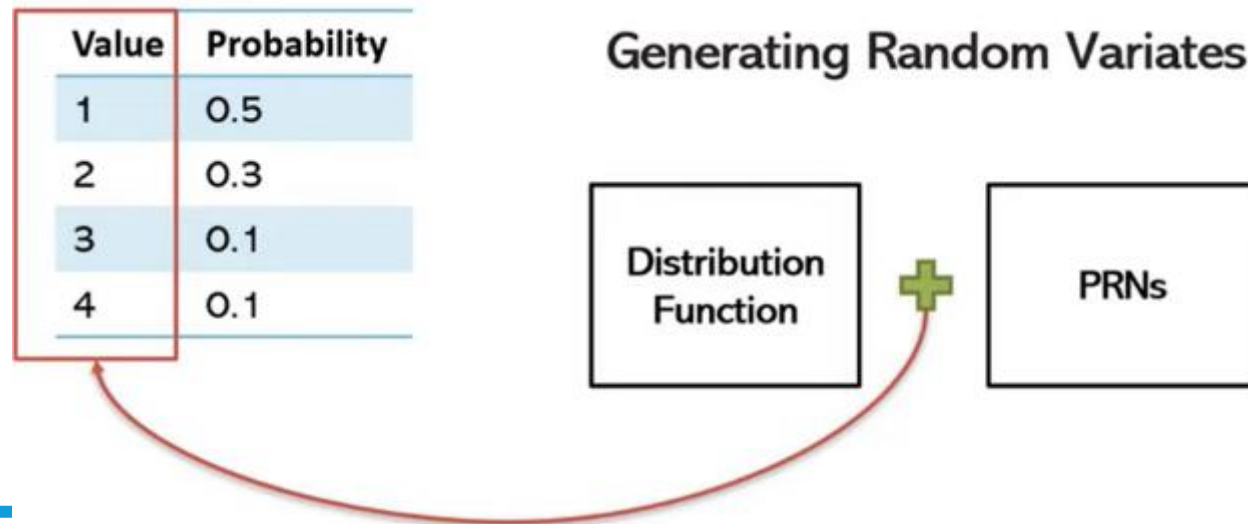 Value Probability
1 0.5
2 0.3
3 0.1
4 0.1
Generating Random Variates
Distribution
Function
PRNs